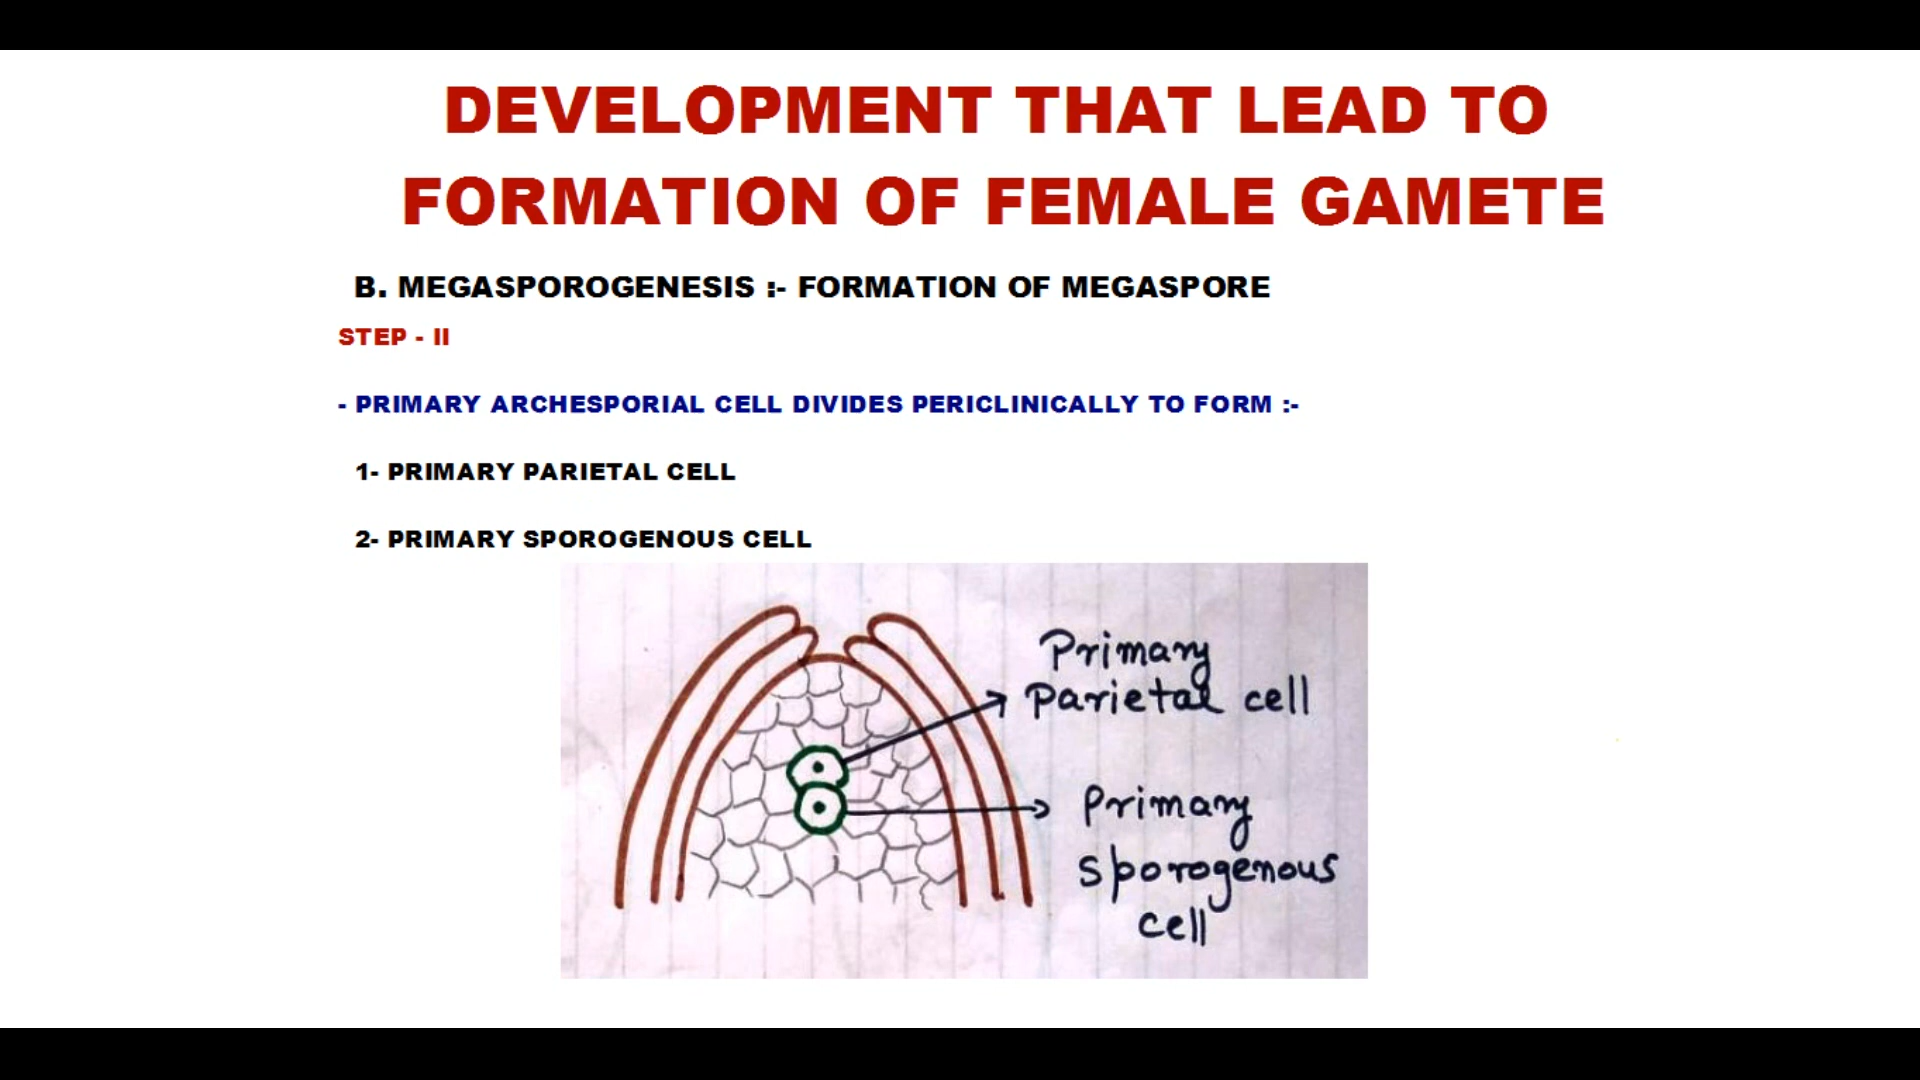 DEVELOPMENT THAT LEAD TO
FORMATION OF FEMALE GAMETE
B. MEGASPOROGENESIS :- FORMATION OF MEGASPORE
STEP - II
- PRIMARY ARCHESPORIAL CELL DIVIDES PERICLINICALLY TO FORM :-
1- PRIMARY PARIETAL CELL
2- PRIMARY SPOROGENOUS CELL
Primary
Parietal cell
Primary
Sporogenous
cell